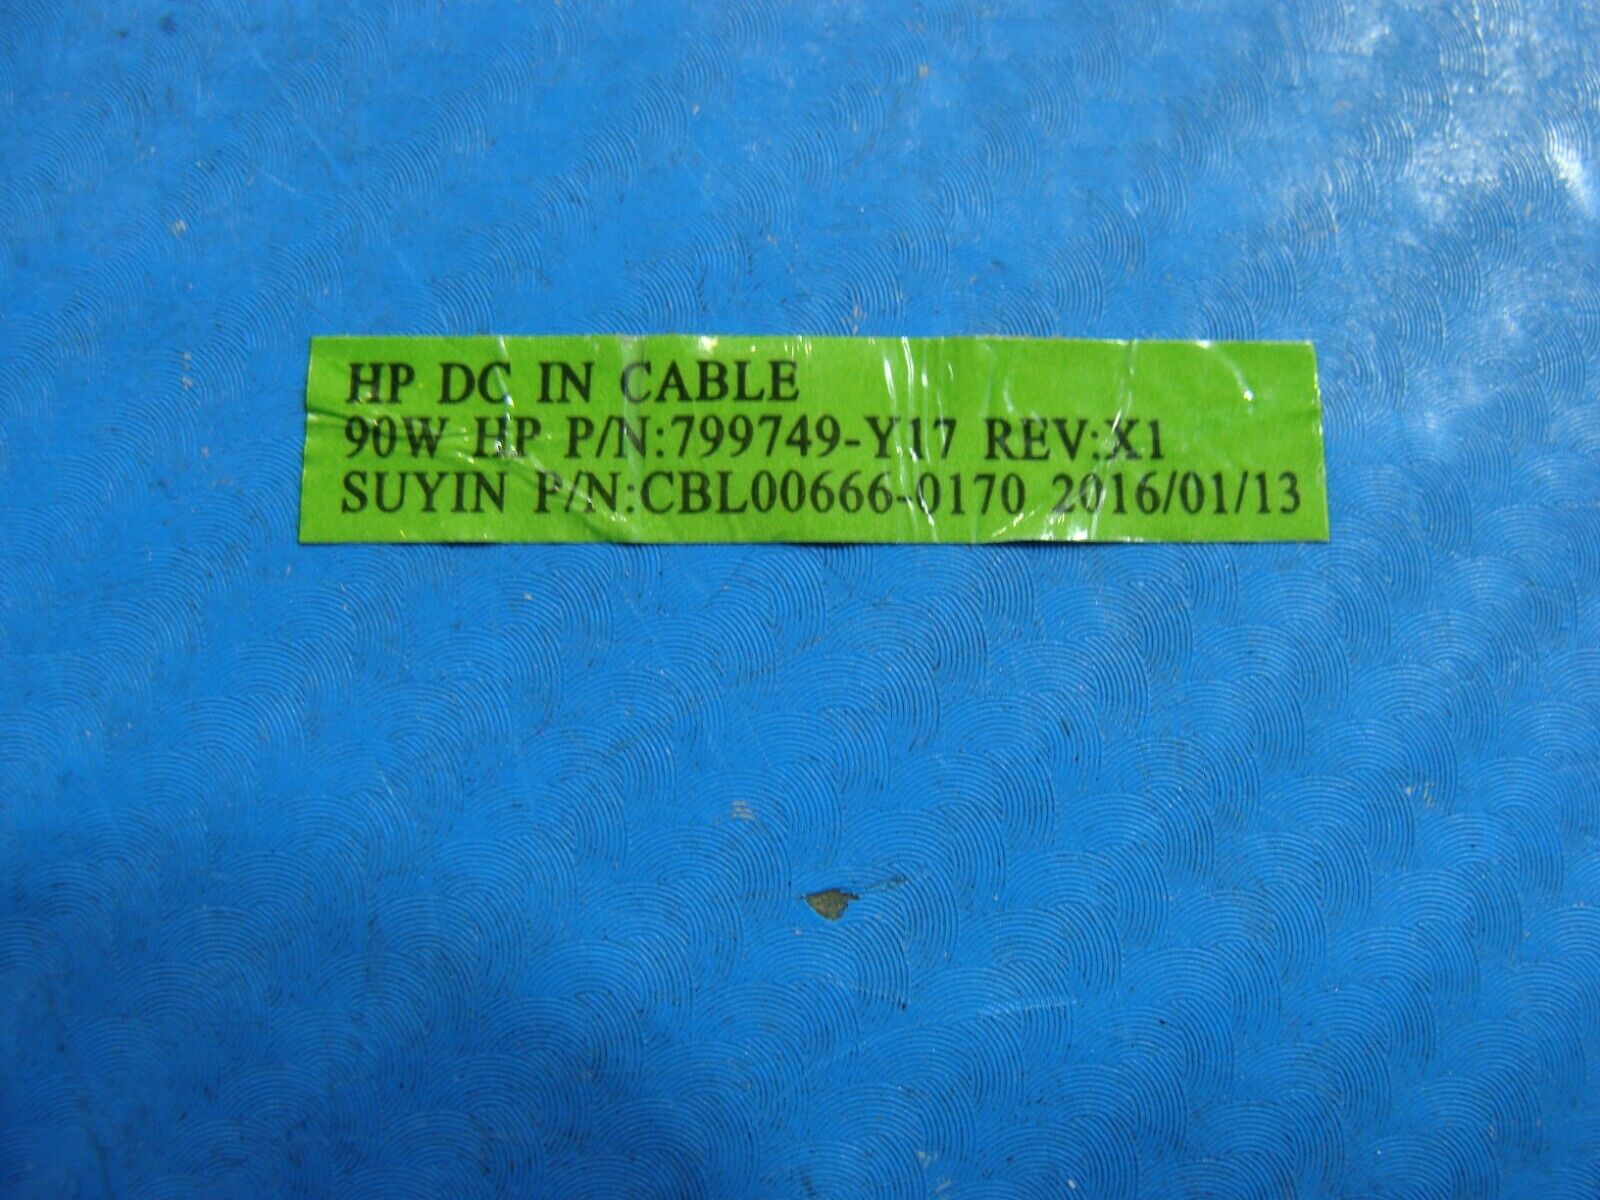 HP DC IN CABLE
90W HP P/N:799749-Y17 REV:X1
SUYIN P/N:CBL00666-0170 2016/01/13